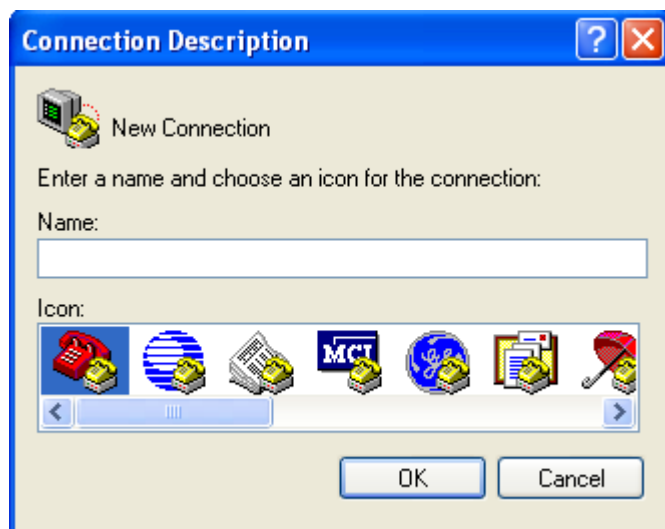 Connection Description
New Connection
Enter a name and choose an icon for the connection:
Name:
Icon:
MCI
OK
Cancel